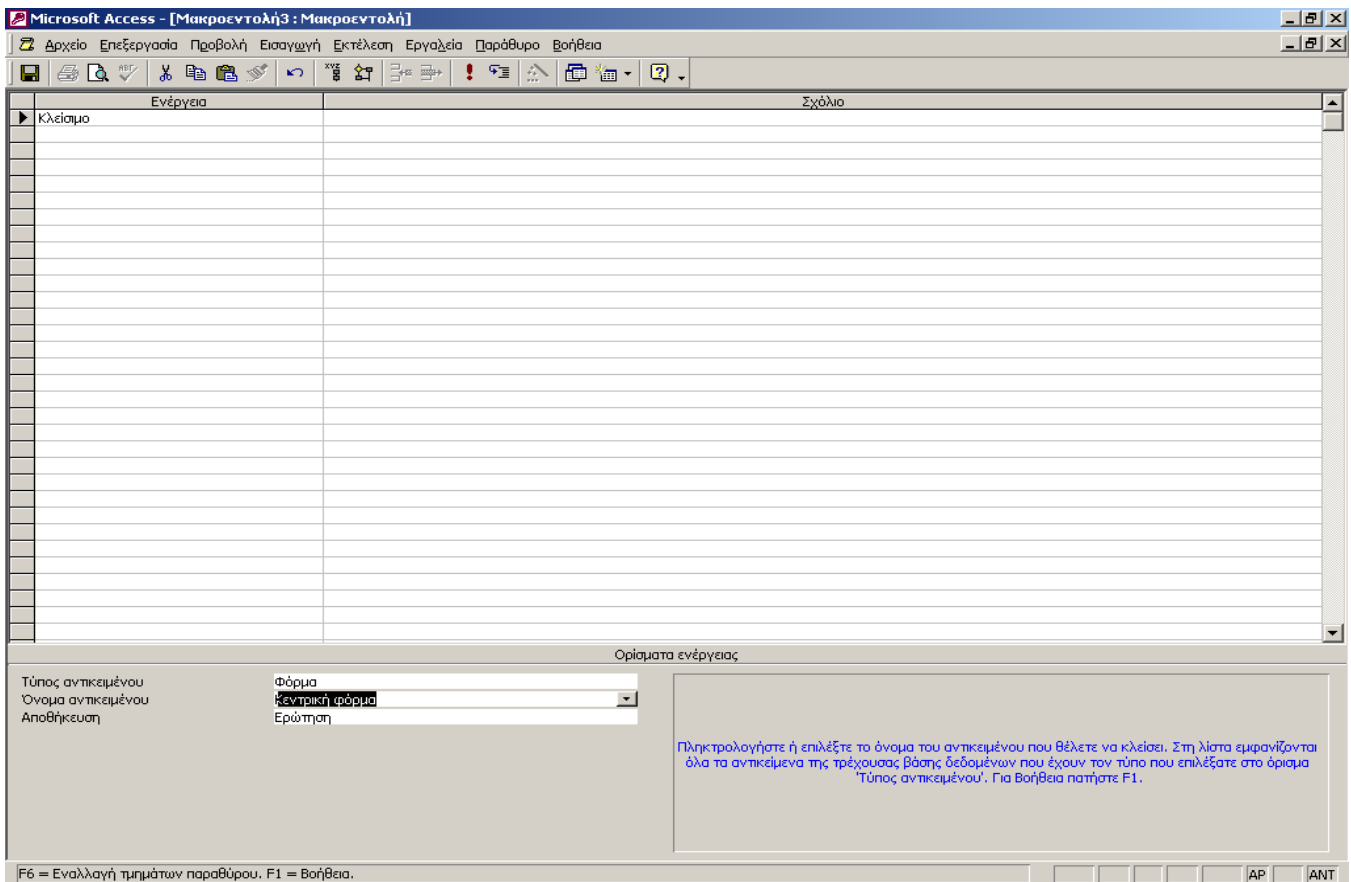 Microsoft Access - [Μακροεντολή3 : Μακροεντολή]
Αρχείο Επεξεργασία Προβολή Εισαγωγή Εκτέλεση Εργαλεία Παράθυρο Βοήθεια
Ενέργεια Σχόλιο
Κλείσιμο
Ορίσματα ενέργειας
Τύπος αντικειμένου Φόρμα
Όνομα αντικειμένου Κεντρική φόρμα
Αποθήκευση Ερώτηση
Πληκτρολογήστε ή επιλέξτε το όνομα του αντικειμένου που θέλετε να κλείσει. Στη λίστα εμφανίζονται
όλα τα αντικείμενα της τρέχουσας βάσης δεδομένων που έχουν τον τύπο που επιλέξατε στο όρισμα
'Τύπος αντικειμένου'. Για Βοήθεια πατήστε F1.
F6 = Εναλλαγή τμημάτων παραθύρου. F1 = Βοήθεια. ΑΡ ΑΝΤ